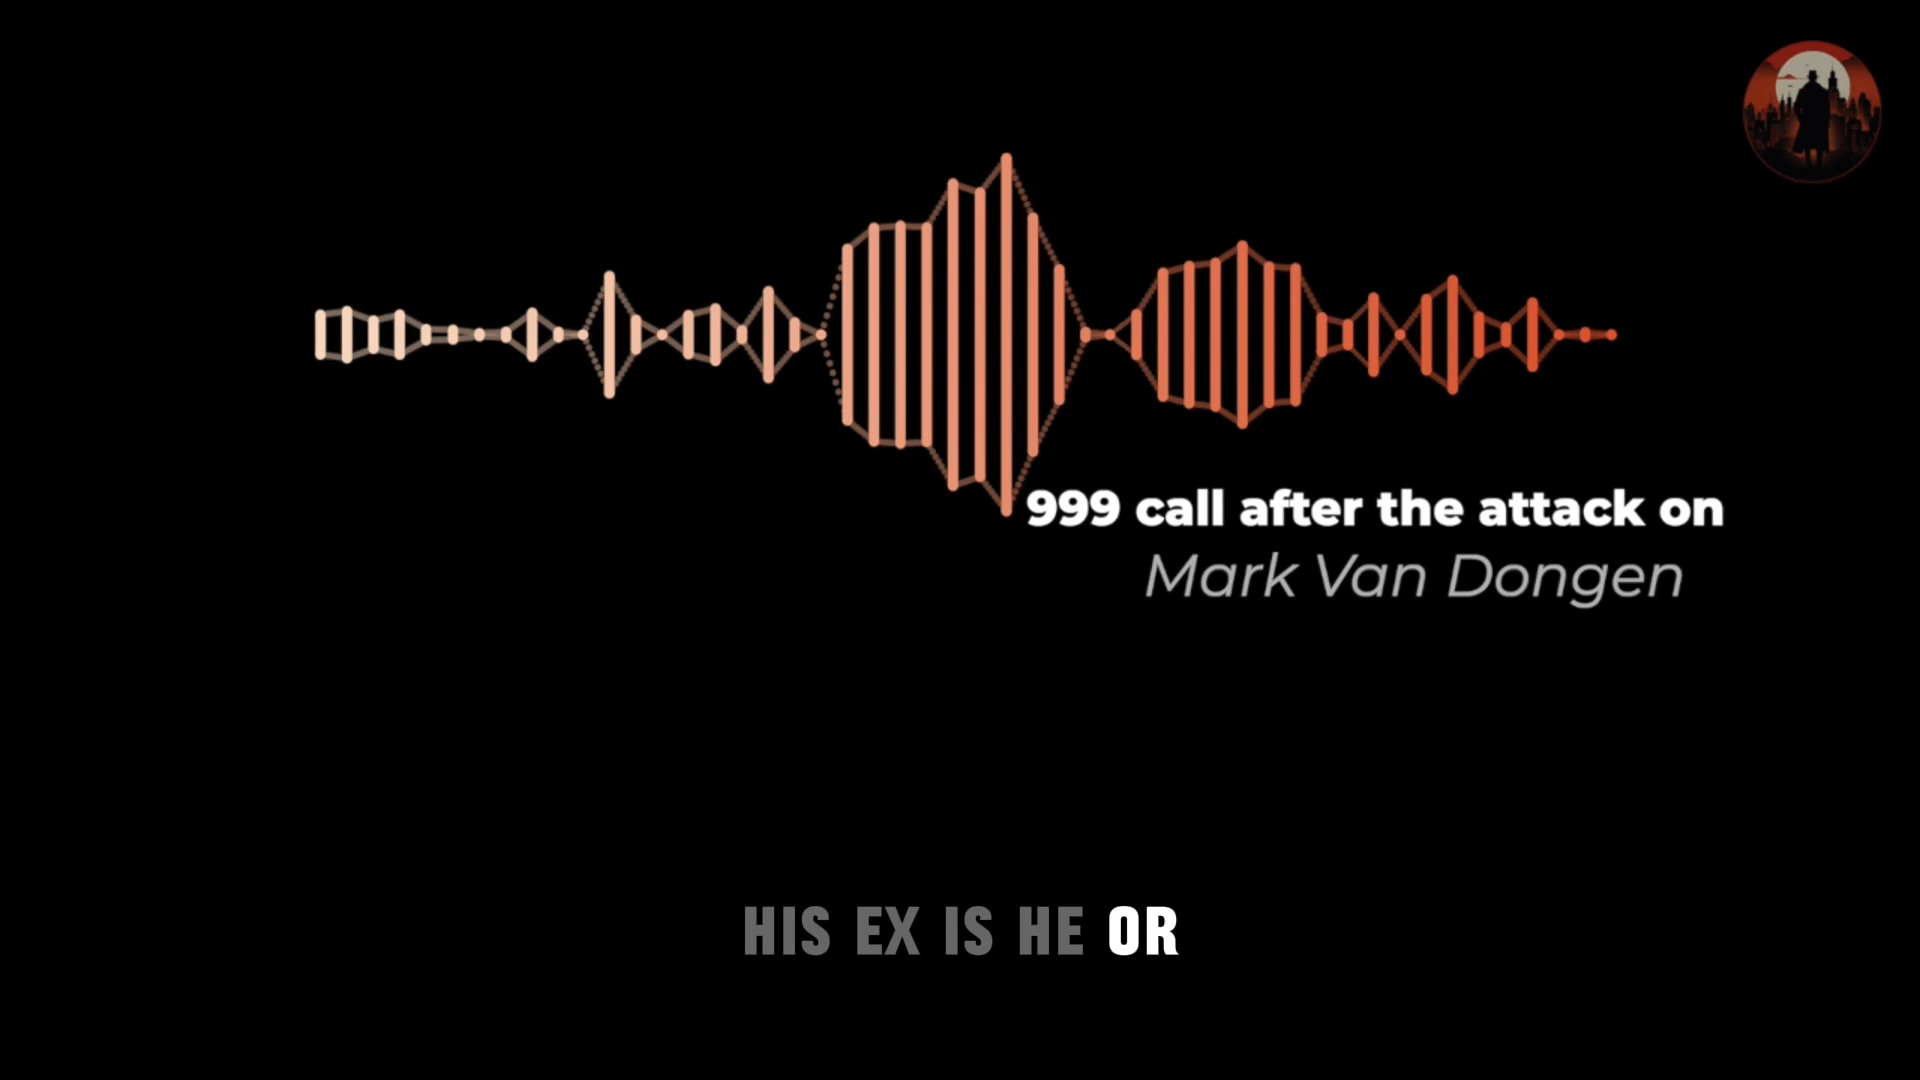 999 call after the attack on
Mark Van Dongen
HIS EX IS HE OR